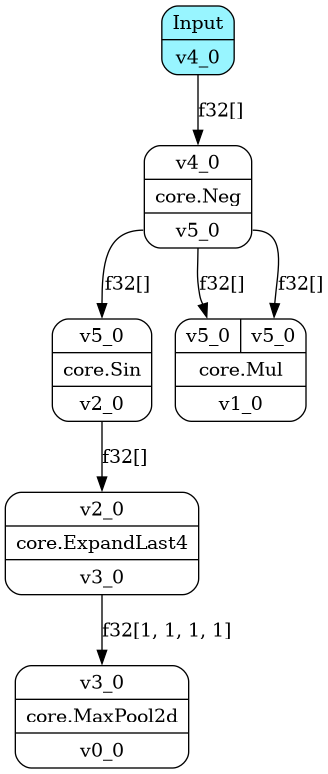 Input
v4_0
f32[]
v4_0
core.Neg
v5_0
f32[] f32[] f32[]
v5_0 v5_0 v5_0
core.Sin core.Mul
v2_0 v1_0
f32[]
v2_0
core.ExpandLast4
v3_0
f32[1, 1, 1, 1]
v3_0
core.MaxPool2d
v0_0